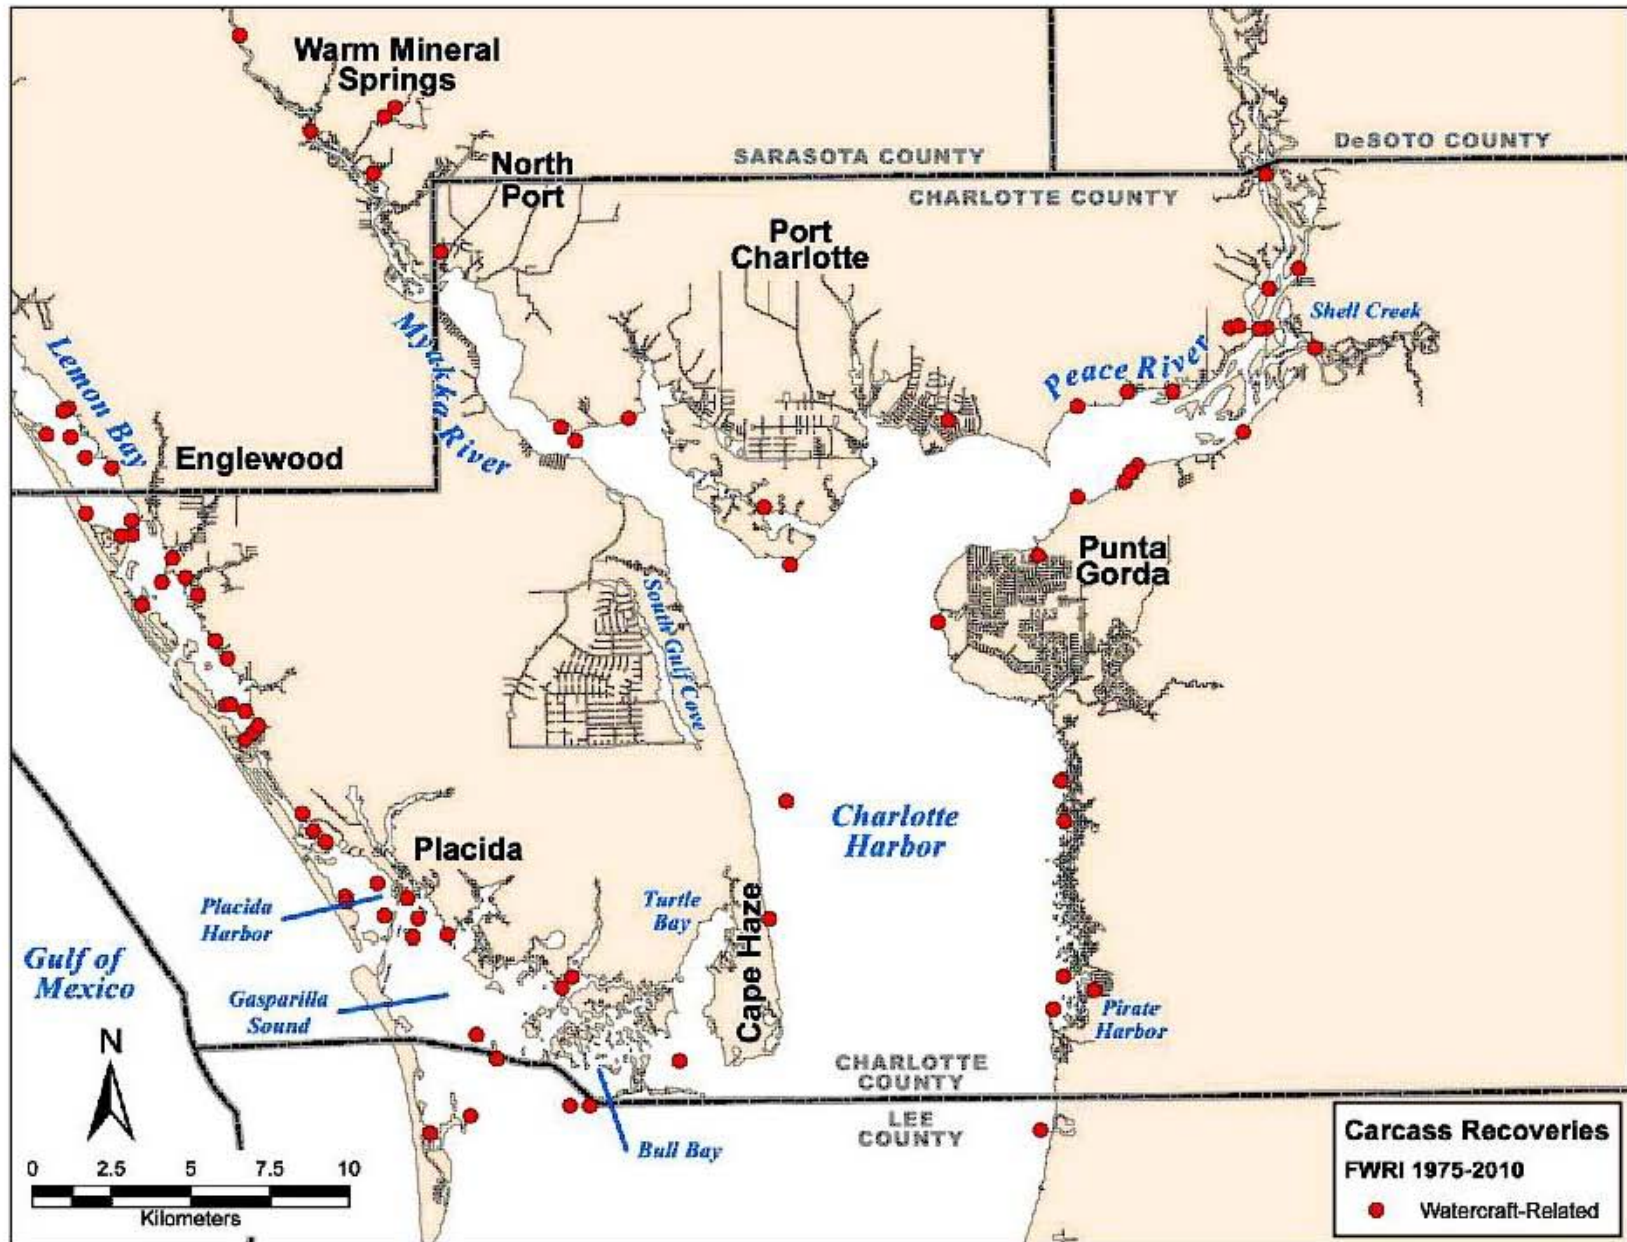 Warm Mineral
Springs
North
Port
SARASOTA COUNTY
DeSOTO COUNTY
CHARLOTTE COUNTY
Port
Charlotte
Shell Creek
Peace River
Myakka River
Lemon Bay
Englewood
Punta
Gorda
South Gulf Cove
Charlotte
Harbor
Placida
Placida
Harbor
Turtle
Bay
Cape Haze
Gulf of
Mexico
Gasparilla
Sound
Pirate
Harbor
N
CHARLOTTE
COUNTY
LEE
COUNTY
Bull Bay
0 2.5 5 7.5 10
Kilometers
Carcass Recoveries
FWRI 1975-2010
Watercraft-Related